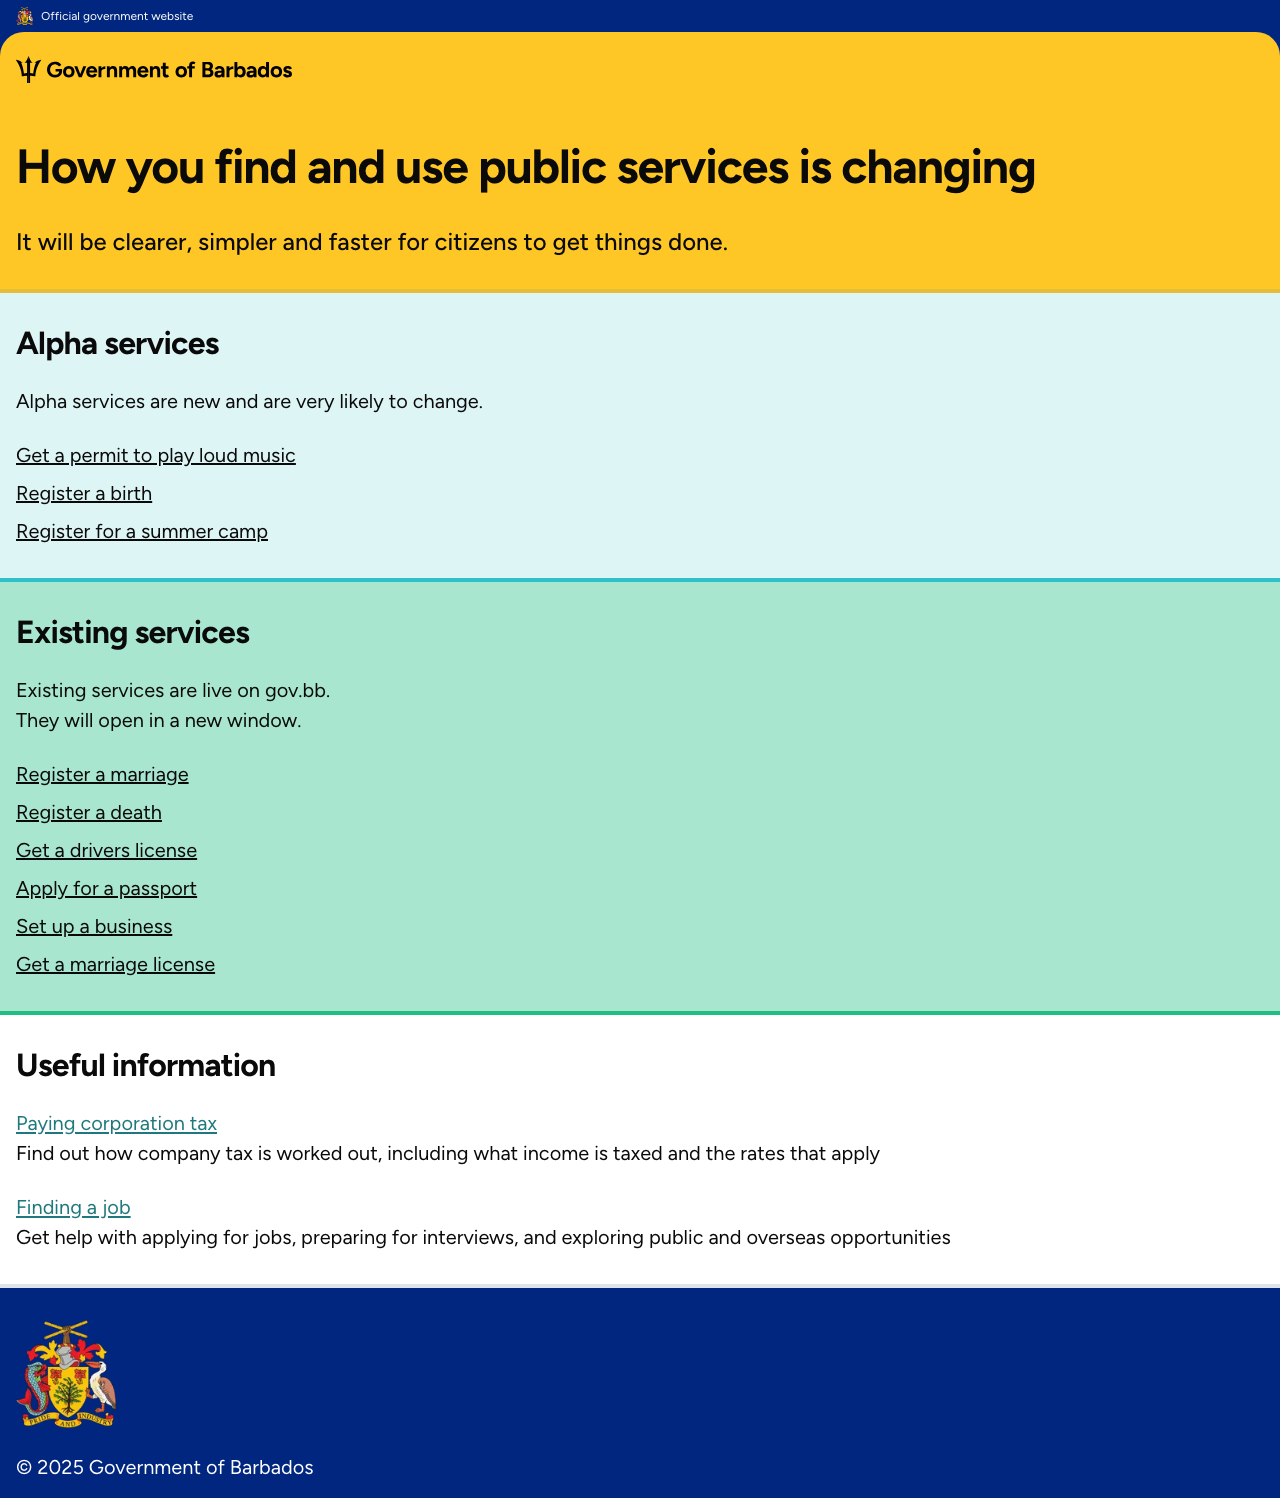 Official government website
Government of Barbados
How you find and use public services is changing
It will be clearer, simpler and faster for citizens to get things done.
Alpha services
Alpha services are new and are very likely to change.
Get a permit to play loud music
Register a birth
Register for a summer camp
Existing services
Existing services are live on gov.bb.
They will open in a new window.
Register a marriage
Register a death
Get a drivers license
Apply for a passport
Set up a business
Get a marriage license
Useful information
Paying corporation tax
Find out how company tax is worked out, including what income is taxed and the rates that apply
Finding a job
Get help with applying for jobs, preparing for interviews, and exploring public and overseas opportunities
PRIDE AND INDUSTRY
© 2025 Government of Barbados